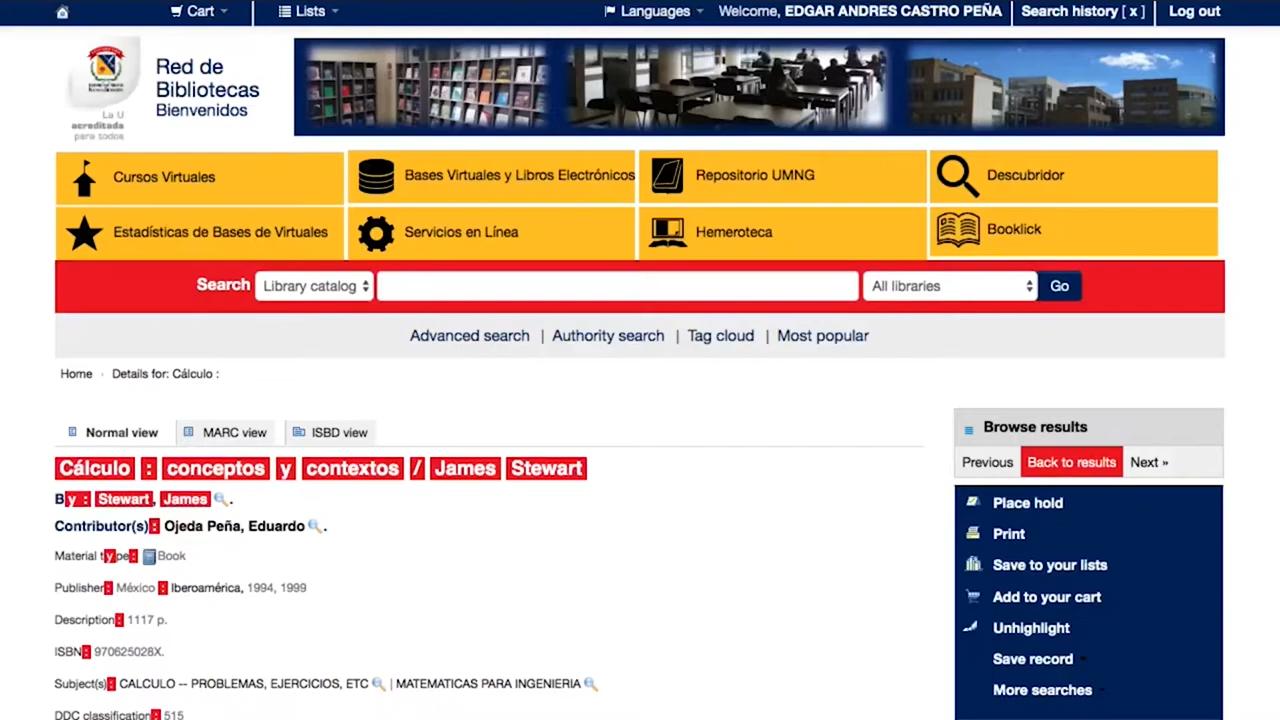 Cart
Lists
Languages
Welcome, EDGAR ANDRES CASTRO PEÑA
Search history [ x ]
Log out
La U
acreditada
para todos
Red de
Bibliotecas
Bienvenidos
Cursos Virtuales
Bases Virtuales y Libros Electrónicos
Repositorio UMNG
Descubridor
Estadísticas de Bases de Virtuales
Servicios en Línea
Hemeroteca
Booklick
Search
Library catalog
All libraries
Go
Advanced search | Authority search | Tag cloud | Most popular
Home › Details for: Cálculo :
Normal view
MARC view
ISBD view
Cálculo : conceptos y contextos / James Stewart
By : Stewart, James .
Contributor(s): Ojeda Peña, Eduardo .
Material type: Book
Publisher: México : Iberoamérica, 1994, 1999
Description: 1117 p.
ISBN: 970625028X.
Subject(s): CALCULO -- PROBLEMAS, EJERCICIOS, ETC | MATEMATICAS PARA INGENIERIA
DDC classification: 515
Browse results
Previous
Back to results
Next »
Place hold
Print
Save to your lists
Add to your cart
Unhighlight
Save record
More searches